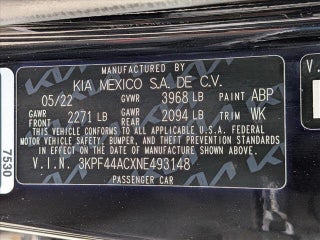 MANUFACTURED BY
KIA MEXICO S.A. DE C.V.
05/22 GVWR 3968 LB PAINT ABP
GAWR FRONT 2271 LB GAWR REAR 2094 LB TRIM WK
THIS VEHICLE CONFORMS TO ALL APPLICABLE U.S.A. FEDERAL
MOTOR VEHICLE SAFETY, BUMPER, AND THEFT PREVENTION
STANDARDS IN EFFECT ON THE DATE OF MANUFACTURE
SHOWN ABOVE.
V.I.N. 3KPF44ACXNE493148
PASSENGER CAR
7530
V.